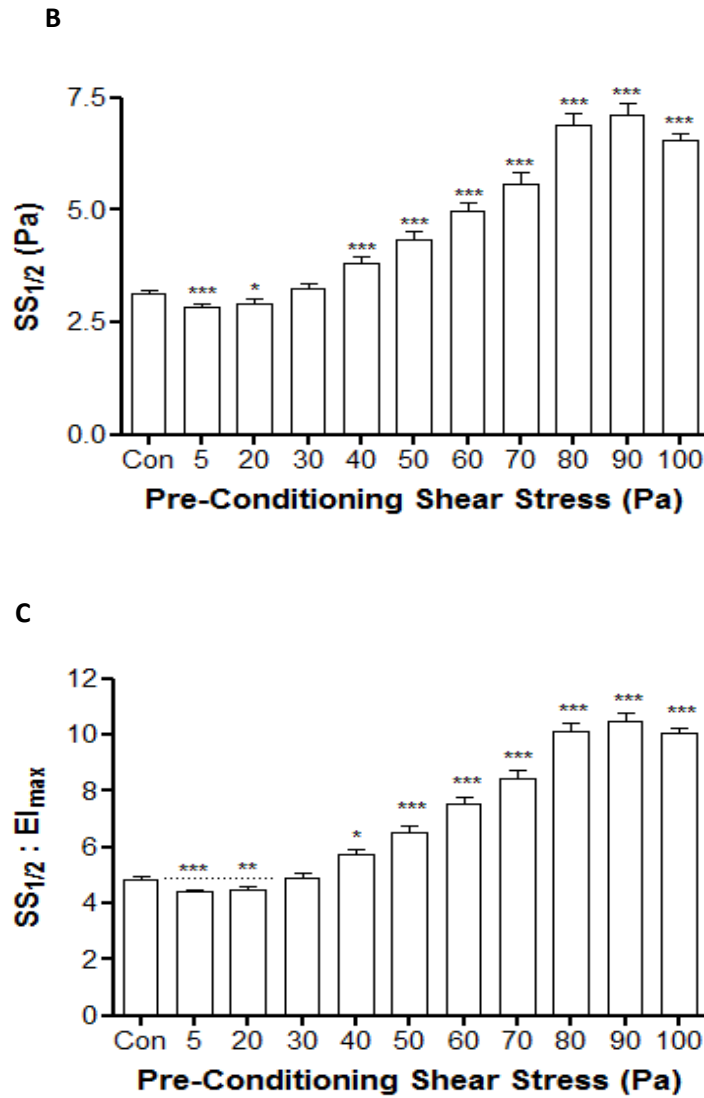 B
7.5
5.0
2.5
0.0
SS1/2 (Pa)
*** * *** *** *** *** *** *** ***
Con 5 20 30 40 50 60 70 80 90 100
Pre-Conditioning Shear Stress (Pa)
C
12
10
8
6
4
2
0
SS1/2 : EImax
*** ** * *** *** *** *** *** ***
Con 5 20 30 40 50 60 70 80 90 100
Pre-Conditioning Shear Stress (Pa)